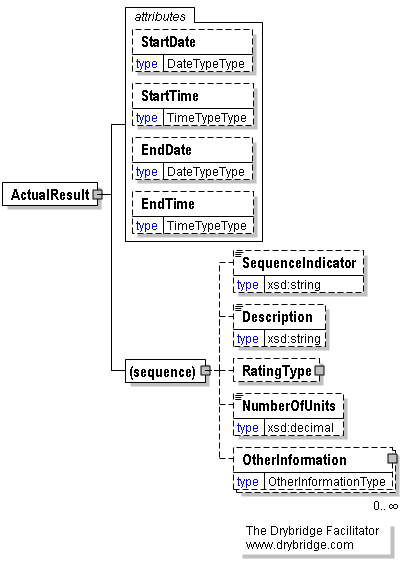 attributes
StartDate
type DateTypeType
StartTime
type TimeTypeType
EndDate
type DateTypeType
EndTime
type TimeTypeType
ActualResult
(sequence)
SequenceIndicator
type xsd:string
Description
type xsd:string
RatingType
NumberOfUnits
type xsd:decimal
OtherInformation
type OtherInformationType
0.. ∞
The Drybridge Facilitator
www.drybridge.com